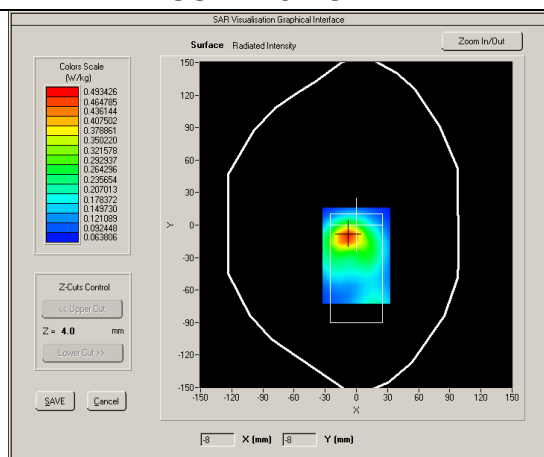 SAR Visualisation Graphical Interface
Surface Radiated Intensity
Zoom In/Out
Colors Scale
(W/kg)
0.493426
0.464785
0.436144
0.407502
0.378861
0.350220
0.321578
0.292937
0.264296
0.235654
0.207013
0.178372
0.149730
0.121089
0.092448
0.063806
Z-Cuts Control
<< Upper Cut
Z = 4.0 mm
Lower Cut >>
SAVE
Cancel
150-
120-
90-
60-
30-
0-
-30-
-60-
-90-
-120-
-150-
Y
-150 -120 -90 -60 -30 0 30 60 90 120 150
X
-8 X (mm) -8 Y (mm)